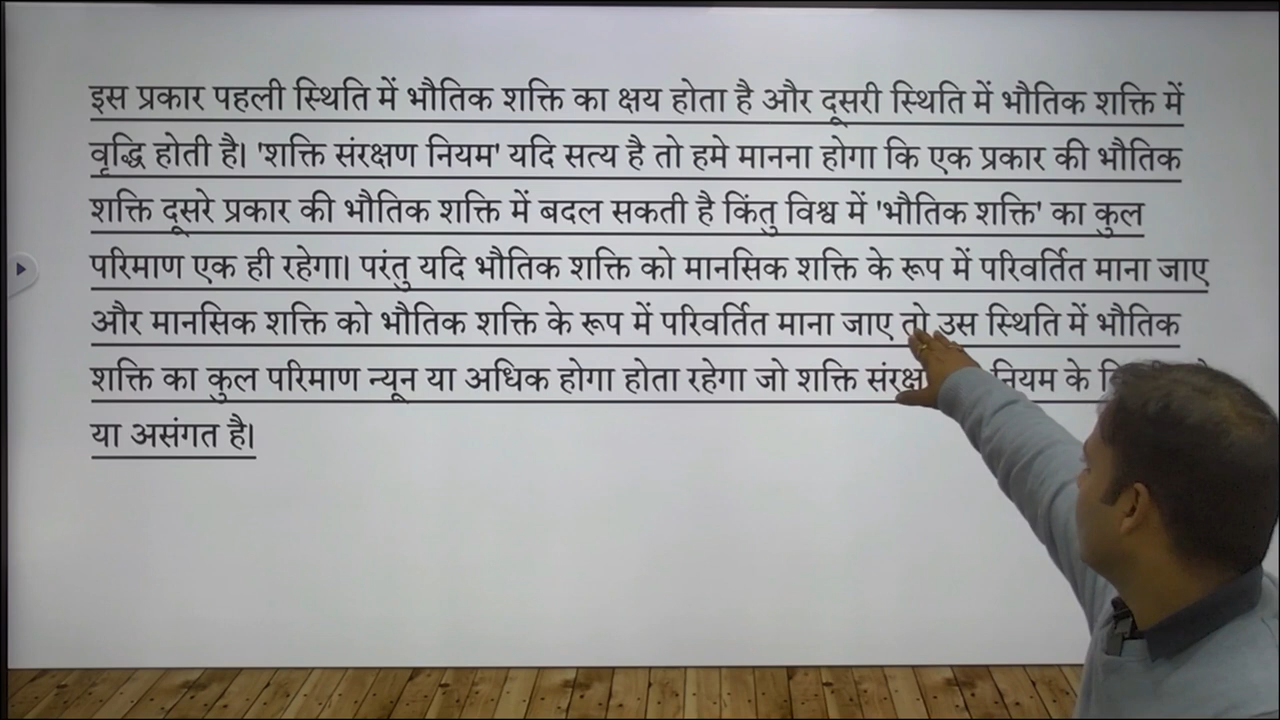 इस प्रकार पहली स्थिति में भौतिक शक्ति का क्षय होता है और दूसरी स्थिति में भौतिक शक्ति में
वृद्धि होती है। 'शक्ति संरक्षण नियम' यदि सत्य है तो हमे मानना होगा कि एक प्रकार की भौतिक
शक्ति दूसरे प्रकार की भौतिक शक्ति में बदल सकती है किंतु विश्व में 'भौतिक शक्ति' का कुल
परिमाण एक ही रहेगा। परंतु यदि भौतिक शक्ति को मानसिक शक्ति के रूप में परिवर्तित माना जाए
और मानसिक शक्ति को भौतिक शक्ति के रूप में परिवर्तित माना जाए तो उस स्थिति में भौतिक
शक्ति का कुल परिमाण न्यून या अधिक होगा होता रहेगा जो शक्ति नियम के
या असंगत है।